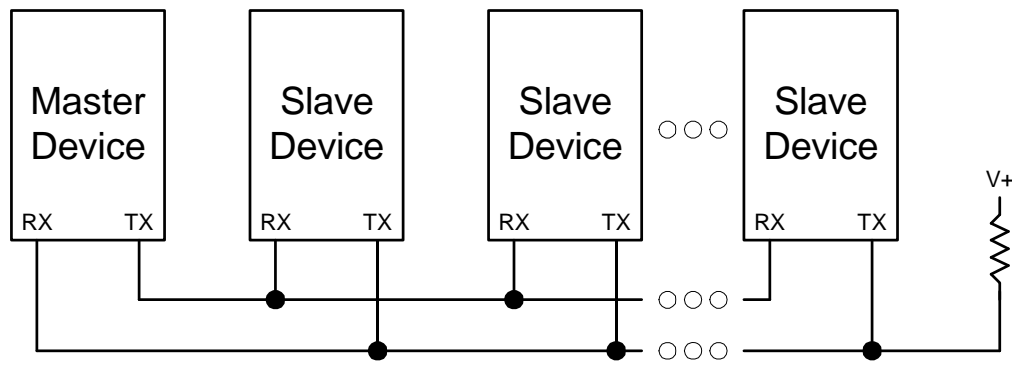 Master
Device
Slave
Device
Slave
Device
Slave
Device
RX TX
RX TX
RX TX
RX TX
V+